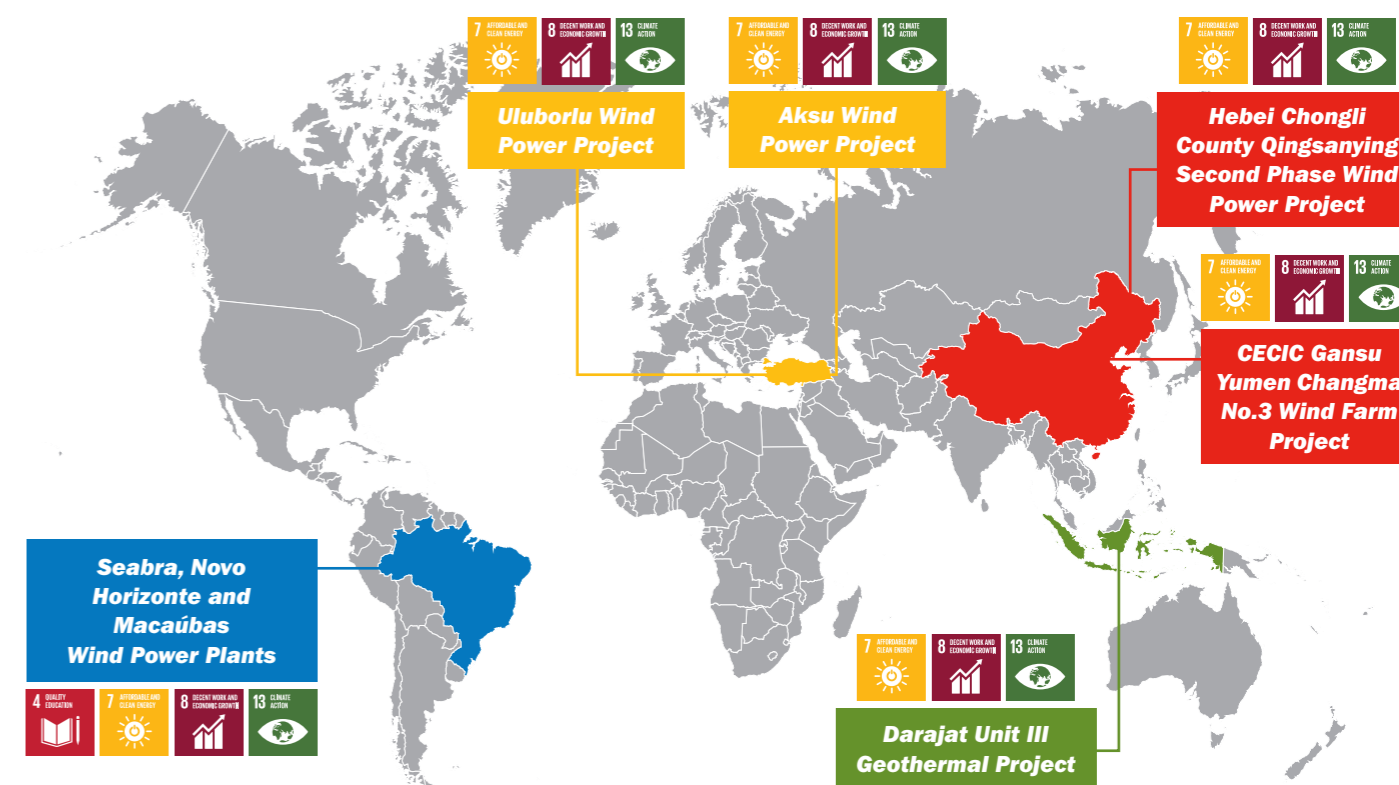 7 AFFORDABLE AND
CLEAN ENERGY
8 DECENT WORK AND
ECONOMIC GROWTH
13 CLIMATE
ACTION
Uluborlu Wind
Power Project
7 AFFORDABLE AND
CLEAN ENERGY
8 DECENT WORK AND
ECONOMIC GROWTH
13 CLIMATE
ACTION
Aksu Wind
Power Project
7 AFFORDABLE AND
CLEAN ENERGY
8 DECENT WORK AND
ECONOMIC GROWTH
13 CLIMATE
ACTION
Hebei Chongli
County Qingsanying
Second Phase Wind
Power Project
7 AFFORDABLE AND
CLEAN ENERGY
8 DECENT WORK AND
ECONOMIC GROWTH
13 CLIMATE
ACTION
CECIC Gansu
Yumen Changma
No.3 Wind Farm
Project
Seabra, Novo
Horizonte and
Macaúbas
Wind Power Plants
4 QUALITY
EDUCATION
7 AFFORDABLE AND
CLEAN ENERGY
8 DECENT WORK AND
ECONOMIC GROWTH
13 CLIMATE
ACTION
7 AFFORDABLE AND
CLEAN ENERGY
8 DECENT WORK AND
ECONOMIC GROWTH
13 CLIMATE
ACTION
Darajat Unit III
Geothermal Project